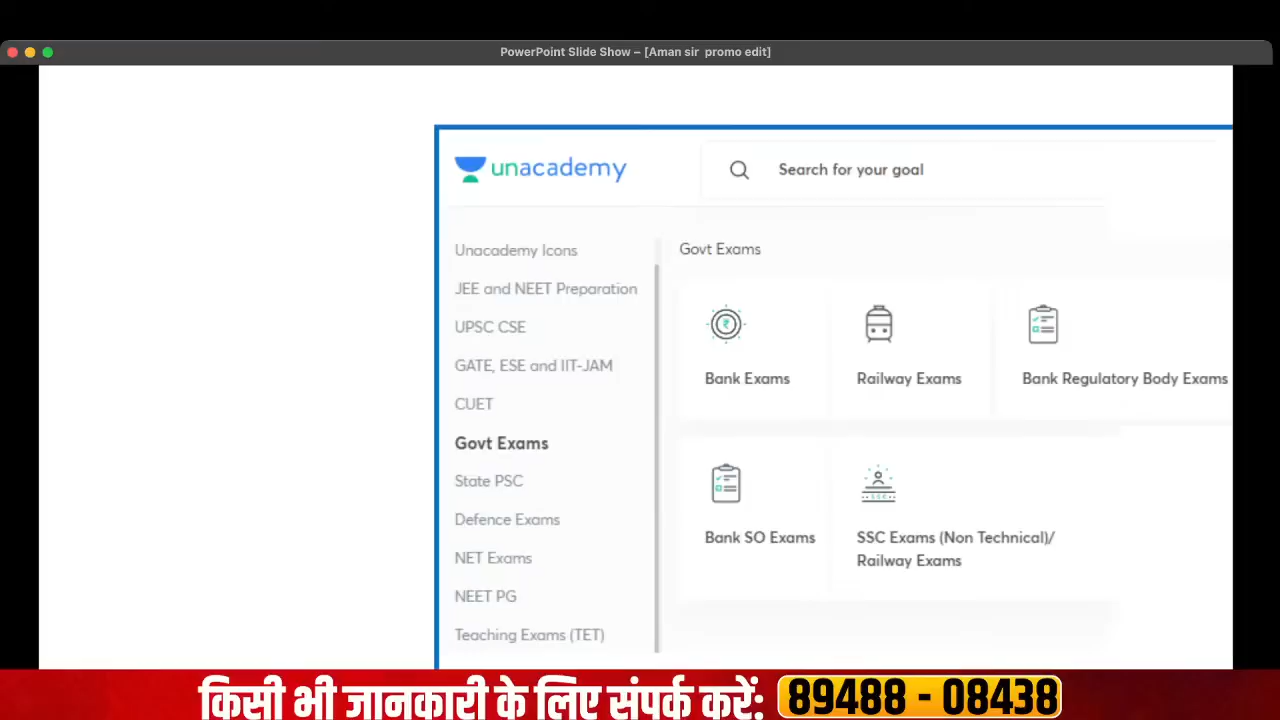 PowerPoint Slide Show – [Aman sir  promo edit]
unacademy
Search for your goal
Unacademy Icons
JEE and NEET Preparation
UPSC CSE
GATE, ESE and IIT-JAM
CUET
Govt Exams
State PSC
Defence Exams
NET Exams
NEET PG
Teaching Exams (TET)
Govt Exams
Bank Exams
Railway Exams
Bank Regulatory Body Exams
Bank SO Exams
SSC Exams (Non Technical)/
Railway Exams
किसी भी जानकारी के लिए संपर्क करें: 89488 - 08438